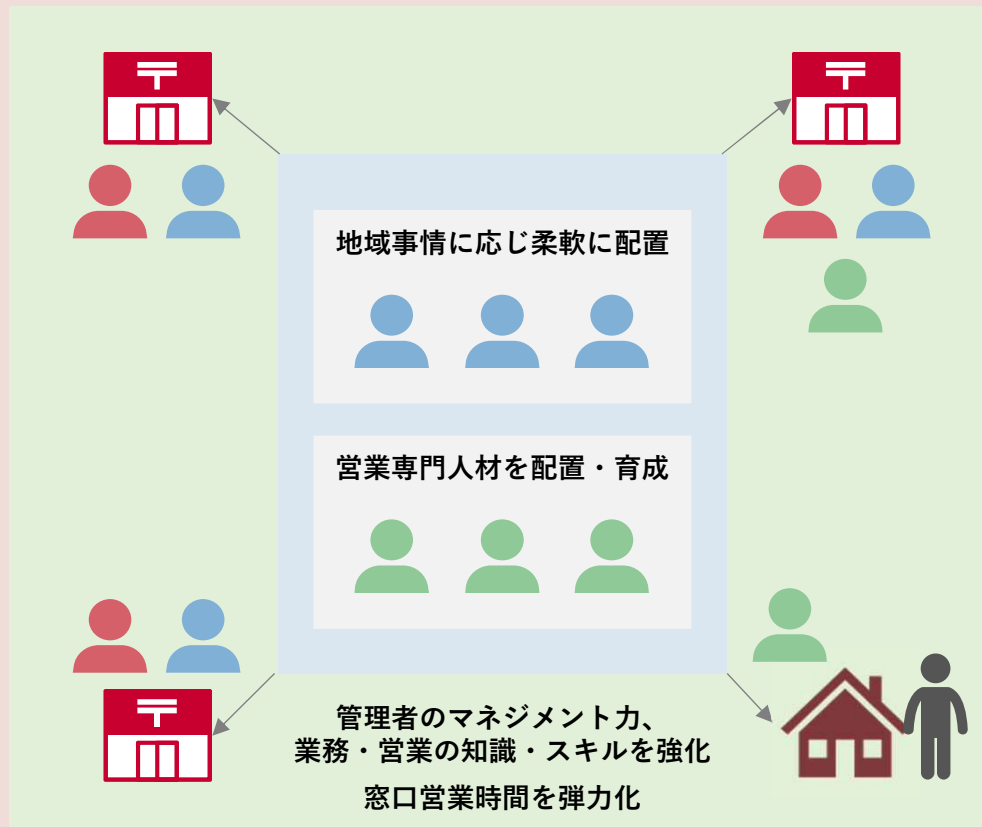 地域事情に応じ柔軟に配置
営業専門人材を配置・育成
管理者のマネジメント力、
業務・営業の知識・スキルを強化
窓口営業時間を弾力化